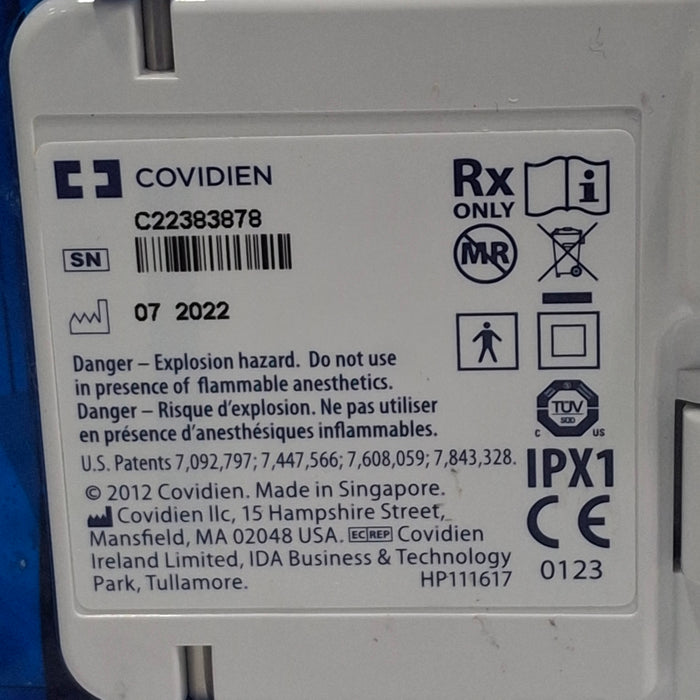 COVIDIEN
C22383878
SN
07 2022
Danger – Explosion hazard. Do not use
in presence of flammable anesthetics.
Danger – Risque d'explosion. Ne pas utiliser
en présence d'anesthésiques inflammables.
U.S. Patents 7,092,797; 7,447,566; 7,608,059; 7,843,328.
© 2012 Covidien. Made in Singapore.
Covidien llc, 15 Hampshire Street,
Mansfield, MA 02048 USA. EC REP Covidien
Ireland Limited, IDA Business & Technology
Park, Tullamore.
HP111617
Rx
ONLY
i
MR
TÜV
SÜD
C US
IPX1
CE
0123